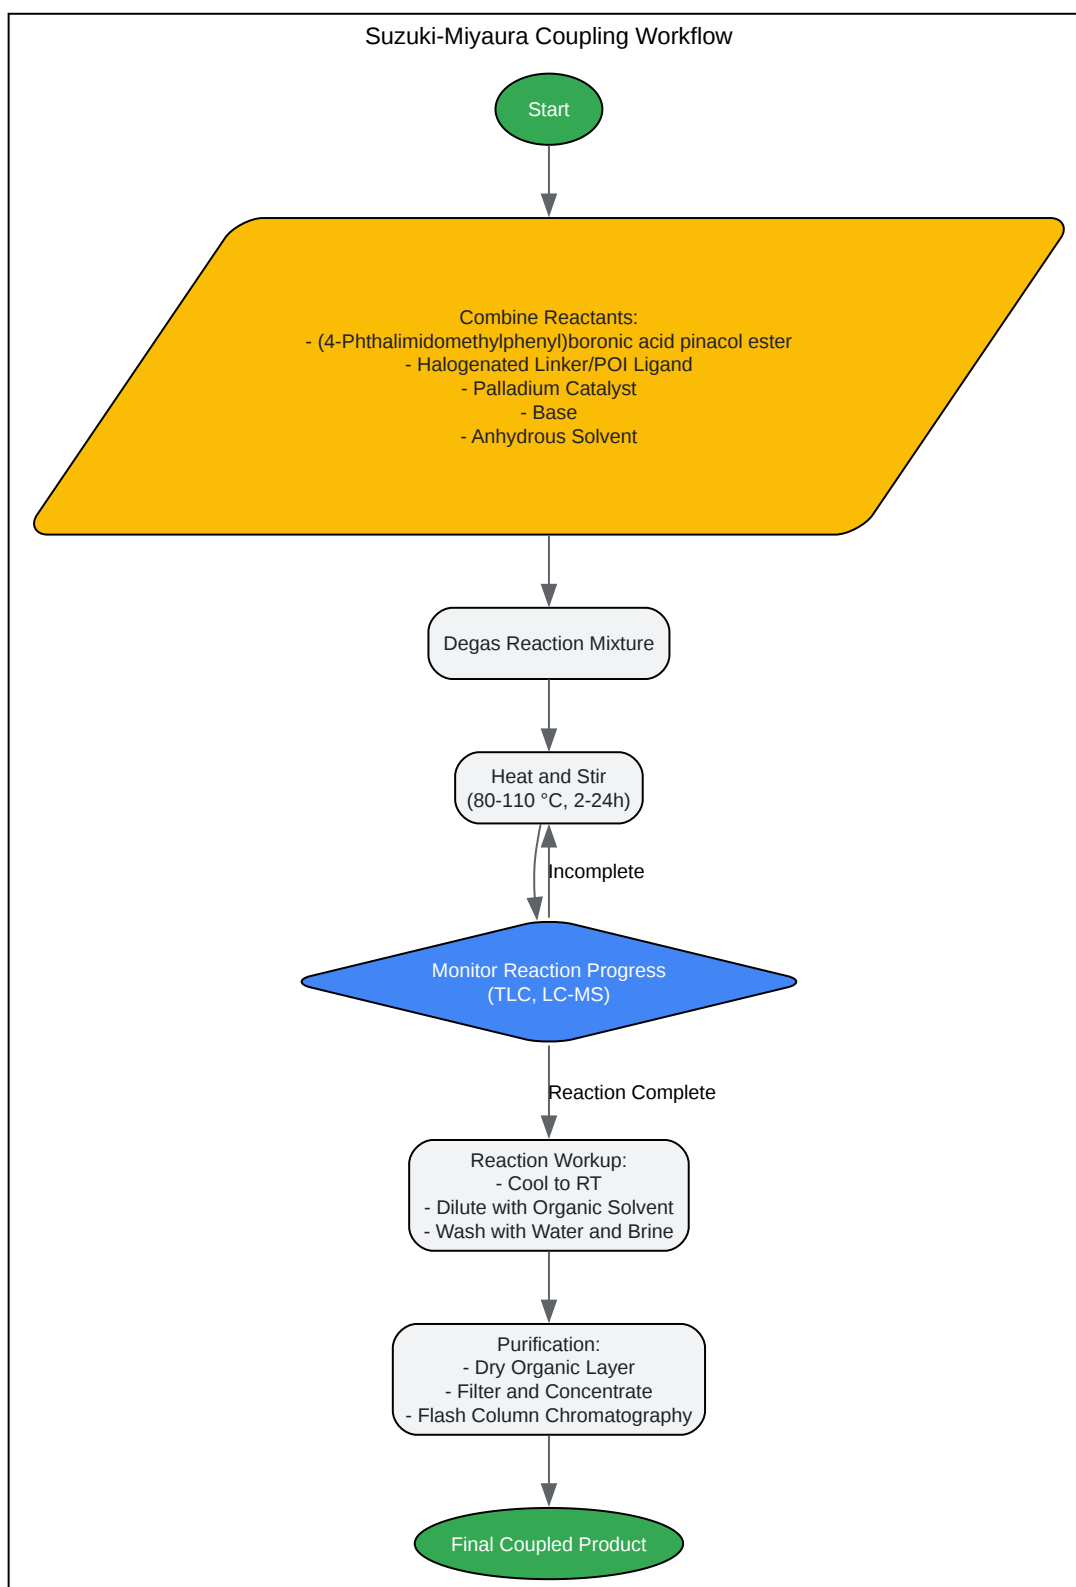 Suzuki-Miyaura Coupling Workflow
Start
Combine Reactants:
- (4-Phthalimidomethylphenyl)boronic acid pinacol ester
- Halogenated Linker/POI Ligand
- Palladium Catalyst
- Base
- Anhydrous Solvent
Degas Reaction Mixture
Heat and Stir
(80-110 °C, 2-24h)
Incomplete
Monitor Reaction Progress
(TLC, LC-MS)
Reaction Complete
Reaction Workup:
- Cool to RT
- Dilute with Organic Solvent
- Wash with Water and Brine
Purification:
- Dry Organic Layer
- Filter and Concentrate
- Flash Column Chromatography
Final Coupled Product